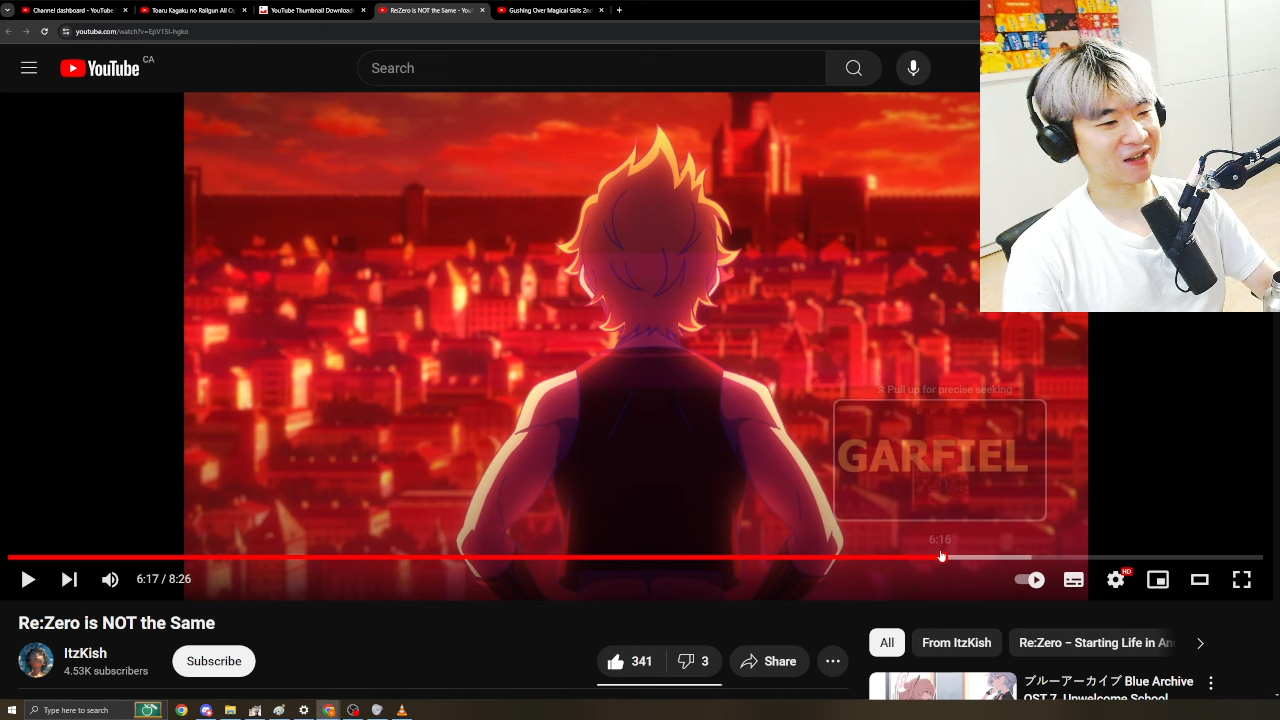 Channel dashboard - YouTube
Toaru Kagaku no Railgun All O
YouTube Thumbnail Download
Re:Zero is NOT the Same - You
Gushing Over Magical Girls 2nd
youtube.com/watch?v=EpV15I-hgko
YouTube CA
Search
Pull up for precise seeking
GARFIEL
6:16
6:17 / 8:26
HD
Re:Zero is NOT the Same
ItzKish
4.53K subscribers
Subscribe
341
3
Share
All
From ItzKish
Re:Zero − Starting Life in An
ブルーアーカイブ Blue Archive
OST 7. Unwelcome School
Type here to search